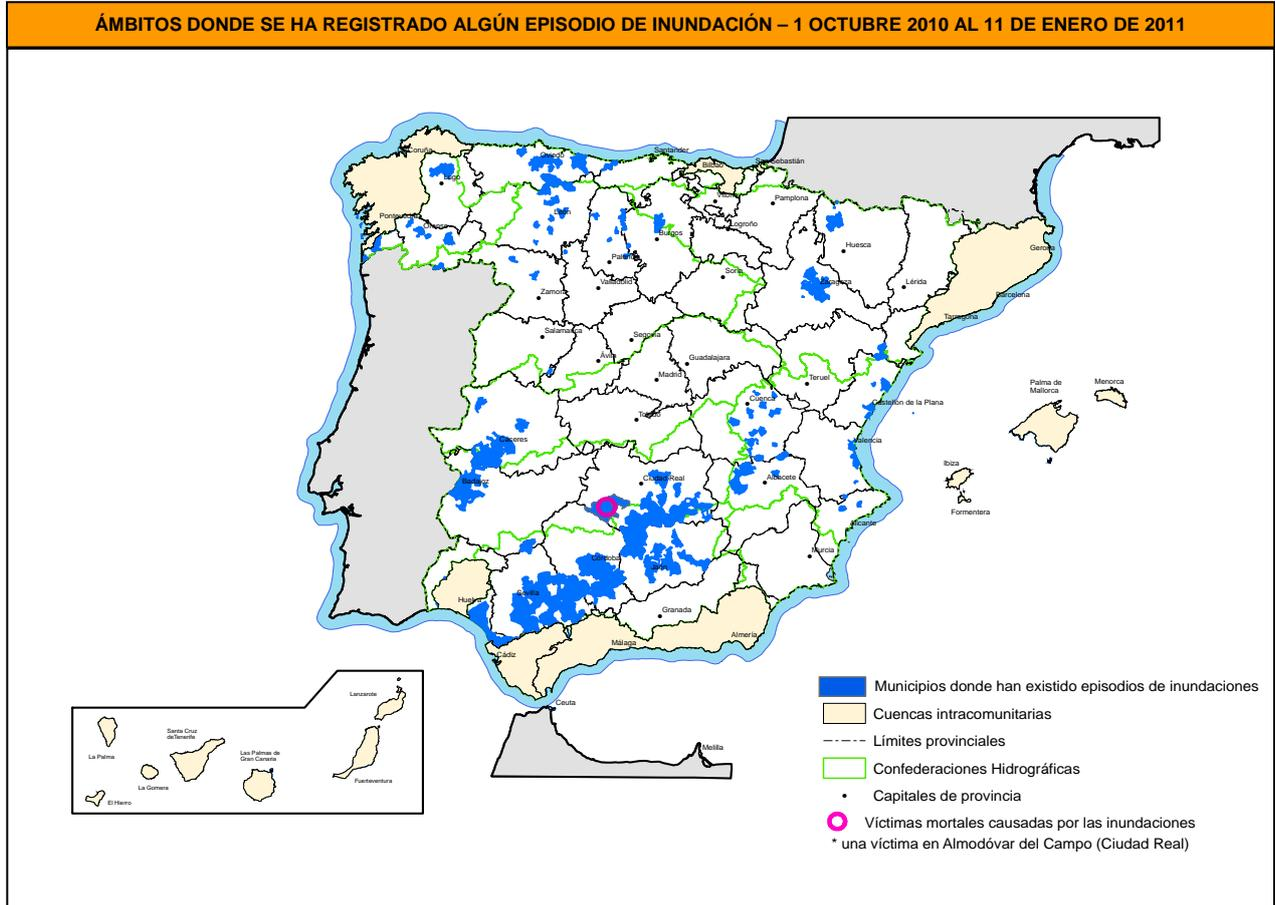 ÁMBITOS DONDE SE HA REGISTRADO ALGÚN EPISODIO DE INUNDACIÓN – 1 OCTUBRE 2010 AL 11 DE ENERO DE 2011
Coruña
Oviedo
Santander
Bilbao
San Sebastián
Lugo
Vitoria
Pamplona
Pontevedra
Orense
León
Logroño
Burgos
Huesca
Gerona
Palencia
Soria
Zamora
Valladolid
Zaragoza
Lérida
Barcelona
Tarragona
Salamanca
Segovia
Ávila
Guadalajara
Madrid
Teruel
Palma de
Mallorca
Menorca
Cuenca
Castellón de la Plana
Toledo
Cáceres
Valencia
Ibiza
Badajoz
Ciudad Real
Albacete
Formentera
Alicante
Córdoba
Murcia
Jaén
Sevilla
Huelva
Granada
Almería
Málaga
Cádiz
Ceuta
Melilla
Lanzarote
Santa Cruz
deTenerife
Las Palmas de
Gran Canaria
La Palma
La Gomera
Fuerteventura
El Hierro
Municipios donde han existido episodios de inundaciones
Cuencas intracomunitarias
Límites provinciales
Confederaciones Hidrográficas
Capitales de provincia
Víctimas mortales causadas por las inundaciones
* una víctima en Almodóvar del Campo (Ciudad Real)